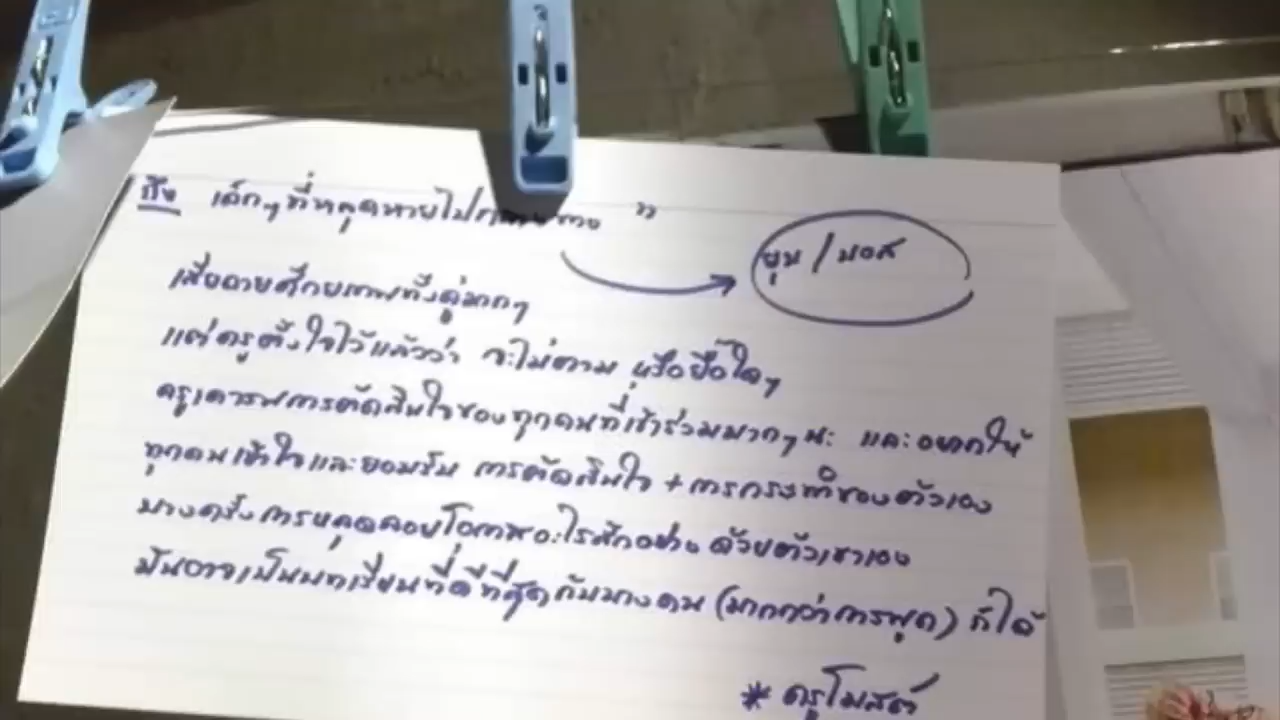 ถึง เด็กๆที่หลุดหายไประหว่างทาง "
ยุม / มอส
เสียดายศักยภาพทั้งคู่มากๆ
แต่ครูตั้งใจไว้แล้วว่า จะไม่ตาม หรือยื้อใดๆ
ครูเคารพการตัดสินใจของทุกคนที่เข้าร่วมมากๆนะ และอยากให้
ทุกคนเข้าใจและยอมรับ การตัดสินใจ + การกระทำของตัวเอง
บางครั้งการหลุดลอยโอกาสอะไรสักอย่าง ด้วยตัวเขาเอง
มันอาจเป็นบทเรียนที่ดีที่สุดกับบางคน (มากกว่าการพูด) ก็ได้
* ครูโมสต์